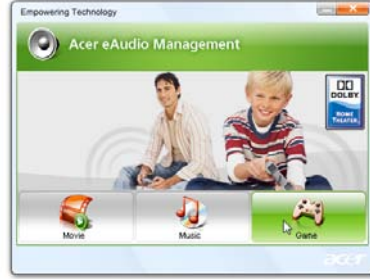 Empowering Technology
Acer eAudio Management
DOLBY
HOME
THEATER
Movie
Music
Game
acer